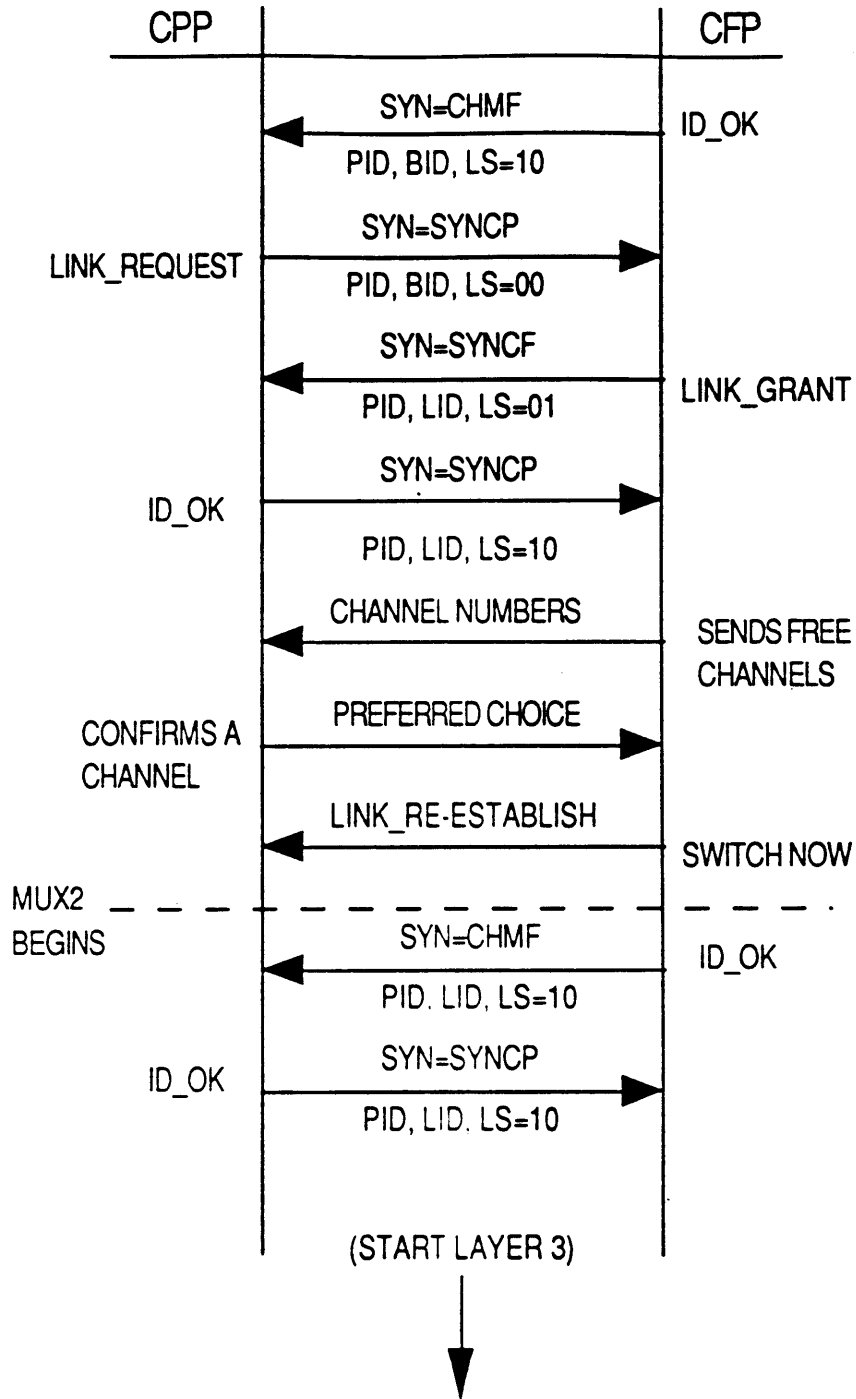 CPP
CFP
SYN=CHMF
ID_OK
PID, BID, LS=10
SYN=SYNCP
LINK_REQUEST
PID, BID, LS=00
SYN=SYNCF
LINK_GRANT
PID, LID, LS=01
SYN=SYNCP
ID_OK
PID, LID, LS=10
CHANNEL NUMBERS
SENDS FREE
CHANNELS
PREFERRED CHOICE
CONFIRMS A
CHANNEL
LINK_RE-ESTABLISH
SWITCH NOW
MUX2
BEGINS
SYN=CHMF
ID_OK
PID, LID, LS=10
SYN=SYNCP
ID_OK
PID, LID, LS=10
(START LAYER 3)